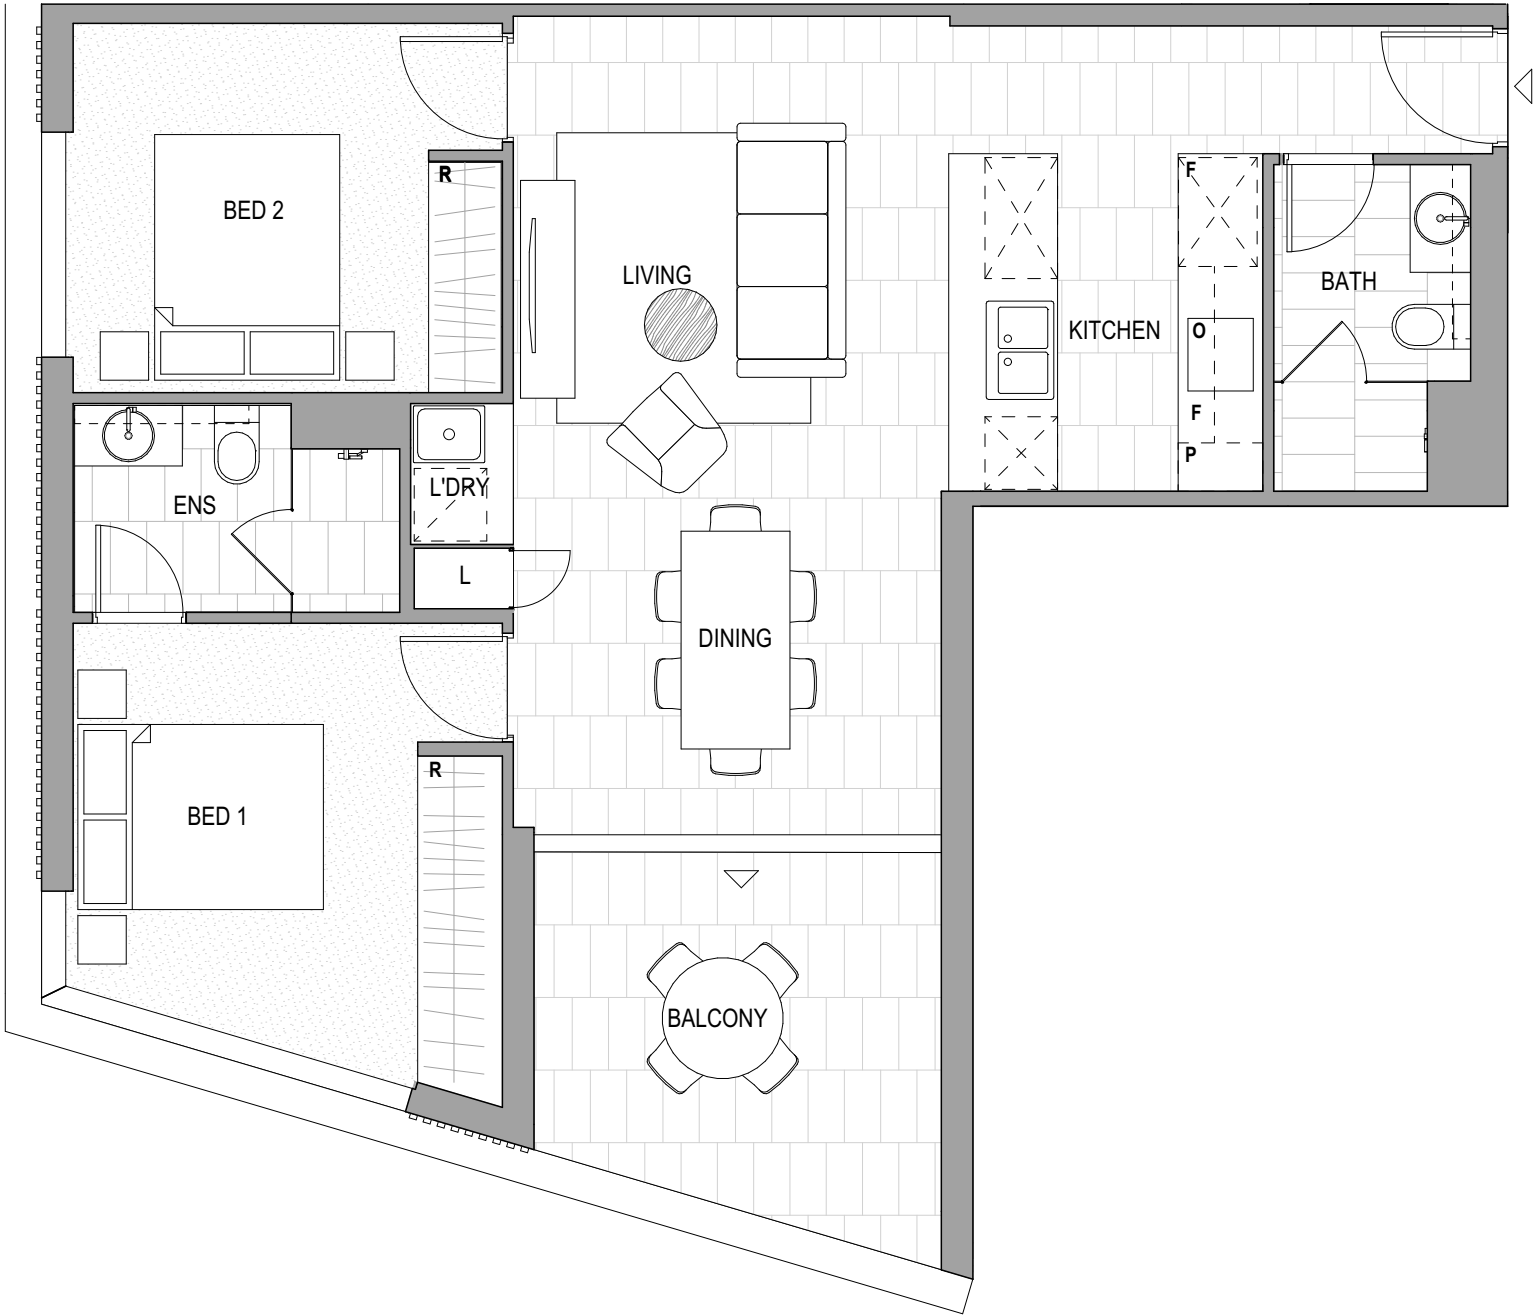 R
F
BED 2
LIVING
BATH
KITCHEN
O
F
P
L'DRY
ENS
L
DINING
R
BED 1
BALCONY